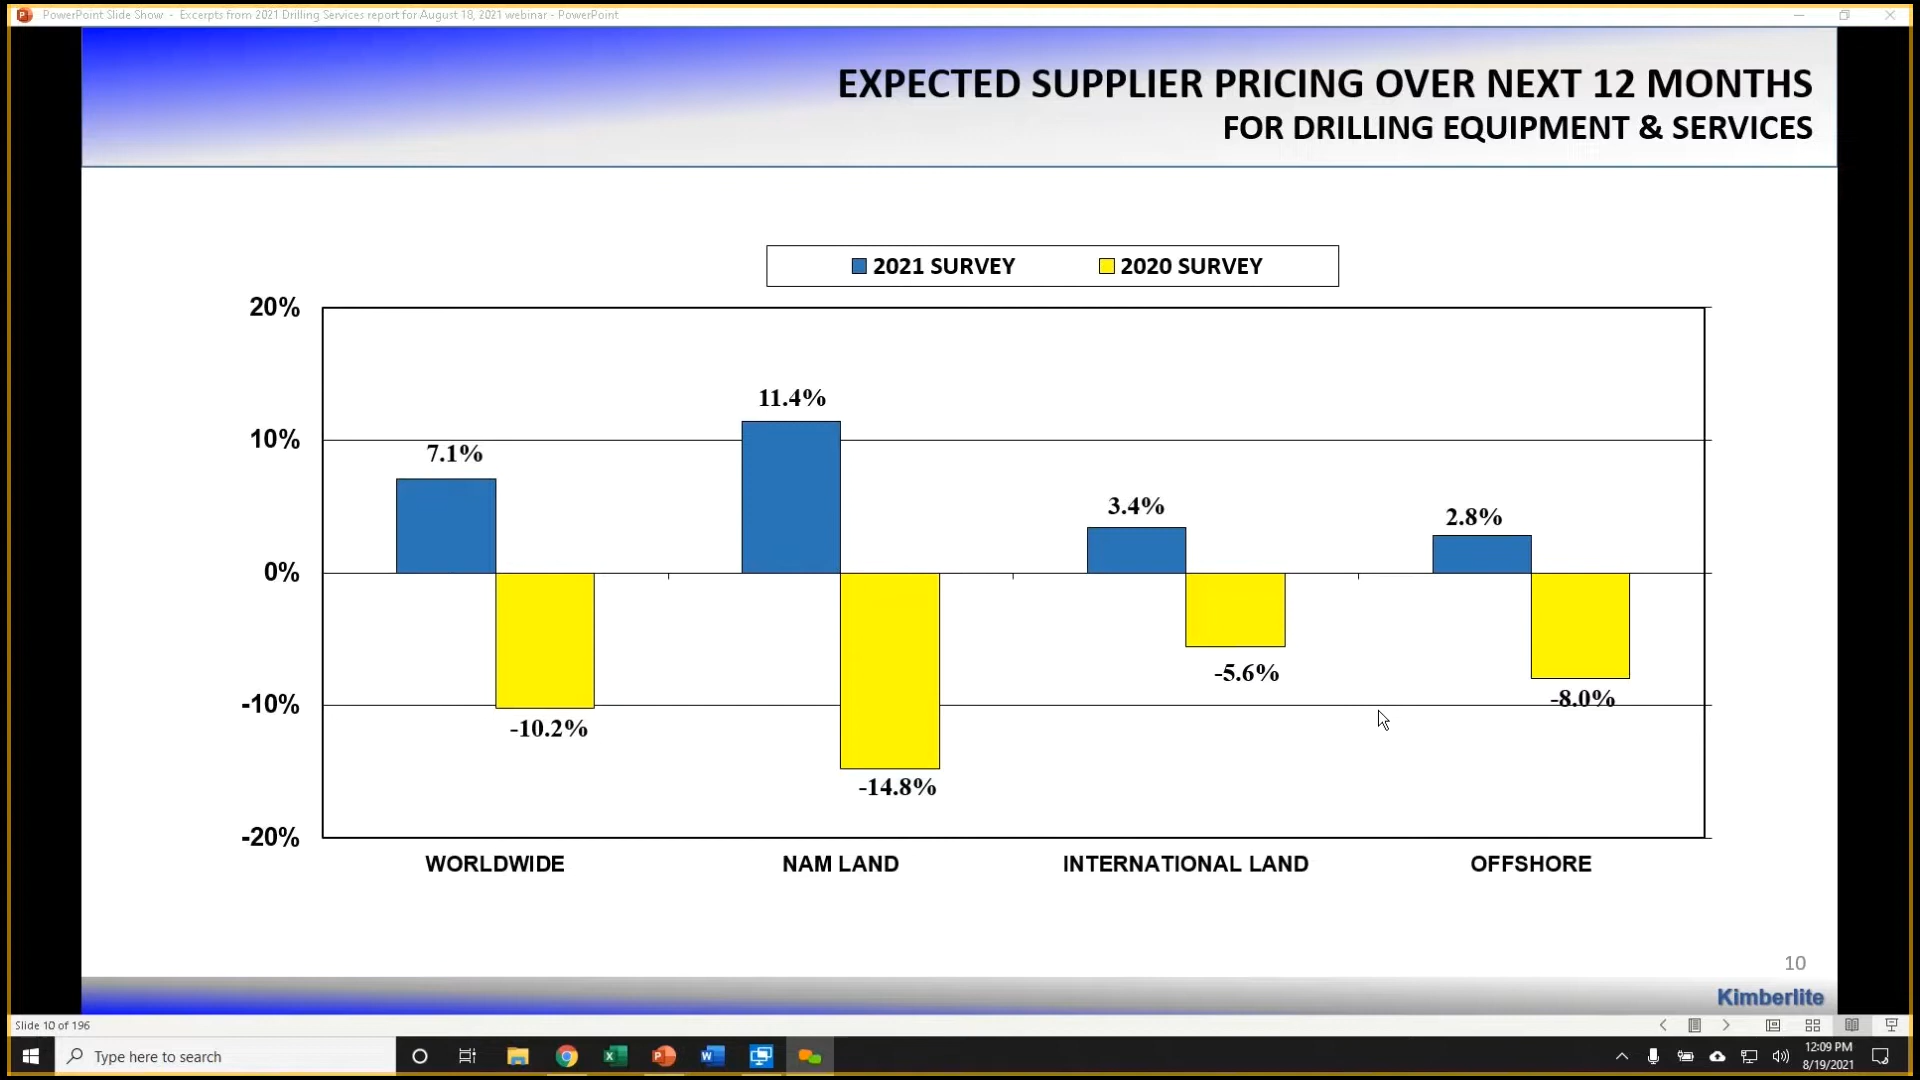 PowerPoint Slide Show - Excerpts from 2021 Drilling Services report for August 18, 2021 webinar - PowerPoint
EXPECTED SUPPLIER PRICING OVER NEXT 12 MONTHS
FOR DRILLING EQUIPMENT & SERVICES
2021 SURVEY 2020 SURVEY
20%
11.4%
10%
7.1%
3.4%
2.8%
0%
-5.6%
-10%
-8.0%
-10.2%
-14.8%
-20%
WORLDWIDE NAM LAND INTERNATIONAL LAND OFFSHORE
10
Kimberlite
Slide 10 of 196
Type here to search
12:09 PM
8/19/2021